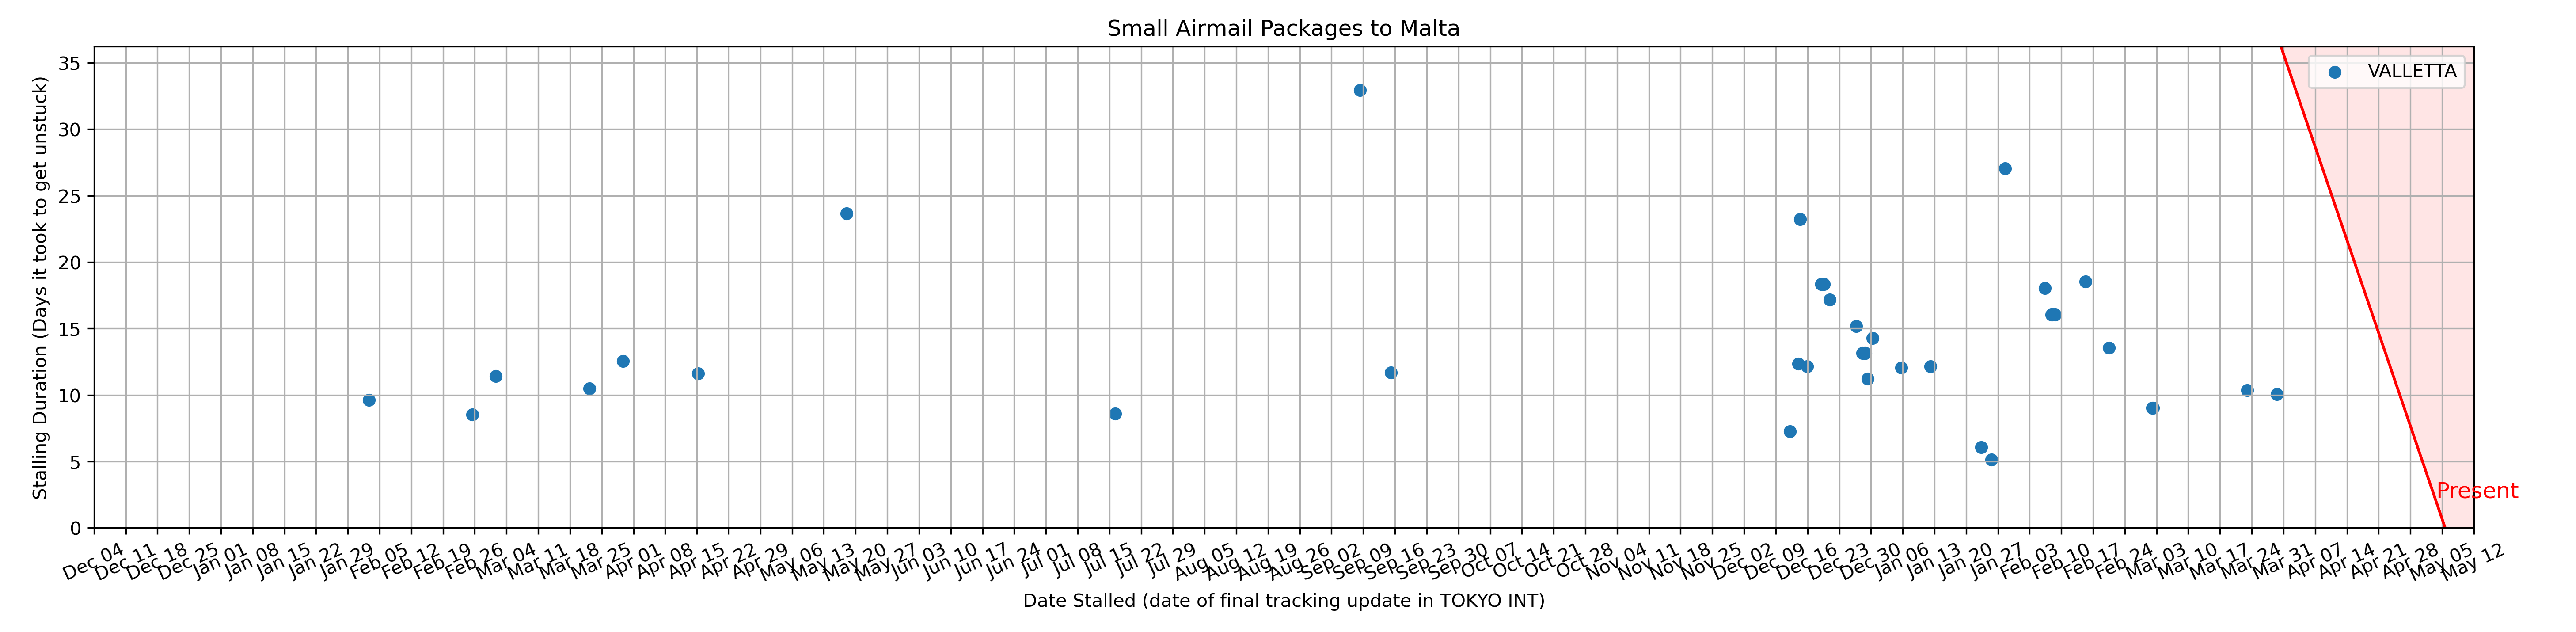 Small Airmail Packages to Malta
Stalling Duration (Days it took to get unstuck)
35
30
25
20
15
10
5
0
VALLETTA
Present
Dec 04
Dec 11
Dec 18
Dec 25
Jan 01
Jan 08
Jan 15
Jan 22
Jan 29
Feb 05
Feb 12
Feb 19
Feb 26
Mar 04
Mar 11
Mar 18
Mar 25
Apr 01
Apr 08
Apr 15
Apr 22
Apr 29
May 06
May 13
May 20
May 27
Jun 03
Jun 10
Jun 17
Jun 24
Jul 01
Jul 08
Jul 15
Jul 22
Jul 29
Aug 05
Aug 12
Aug 19
Aug 26
Sep 02
Sep 09
Sep 16
Sep 23
Sep 30
Oct 07
Oct 14
Oct 21
Oct 28
Nov 04
Nov 11
Nov 18
Nov 25
Dec 02
Dec 09
Dec 16
Dec 23
Dec 30
Jan 06
Jan 13
Jan 20
Jan 27
Feb 03
Feb 10
Feb 17
Feb 24
Mar 03
Mar 10
Mar 17
Mar 24
Mar 31
Apr 07
Apr 14
Apr 21
Apr 28
May 05
May 12
Date Stalled (date of final tracking update in TOKYO INT)